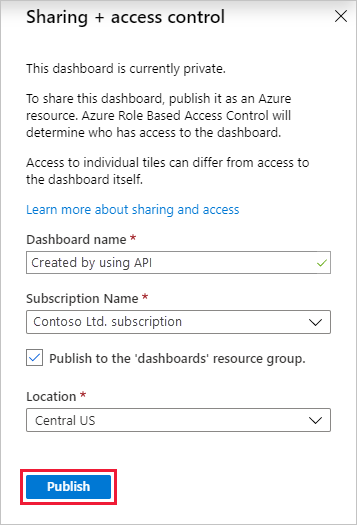 Sharing + access control
This dashboard is currently private.
To share this dashboard, publish it as an Azure
resource. Azure Role Based Access Control will
determine who has access to the dashboard.
Access to individual tiles can differ from access to
the dashboard itself.
Learn more about sharing and access
Dashboard name *
Created by using API
Subscription Name *
Contoso Ltd. subscription
Publish to the 'dashboards' resource group.
Location *
Central US
Publish